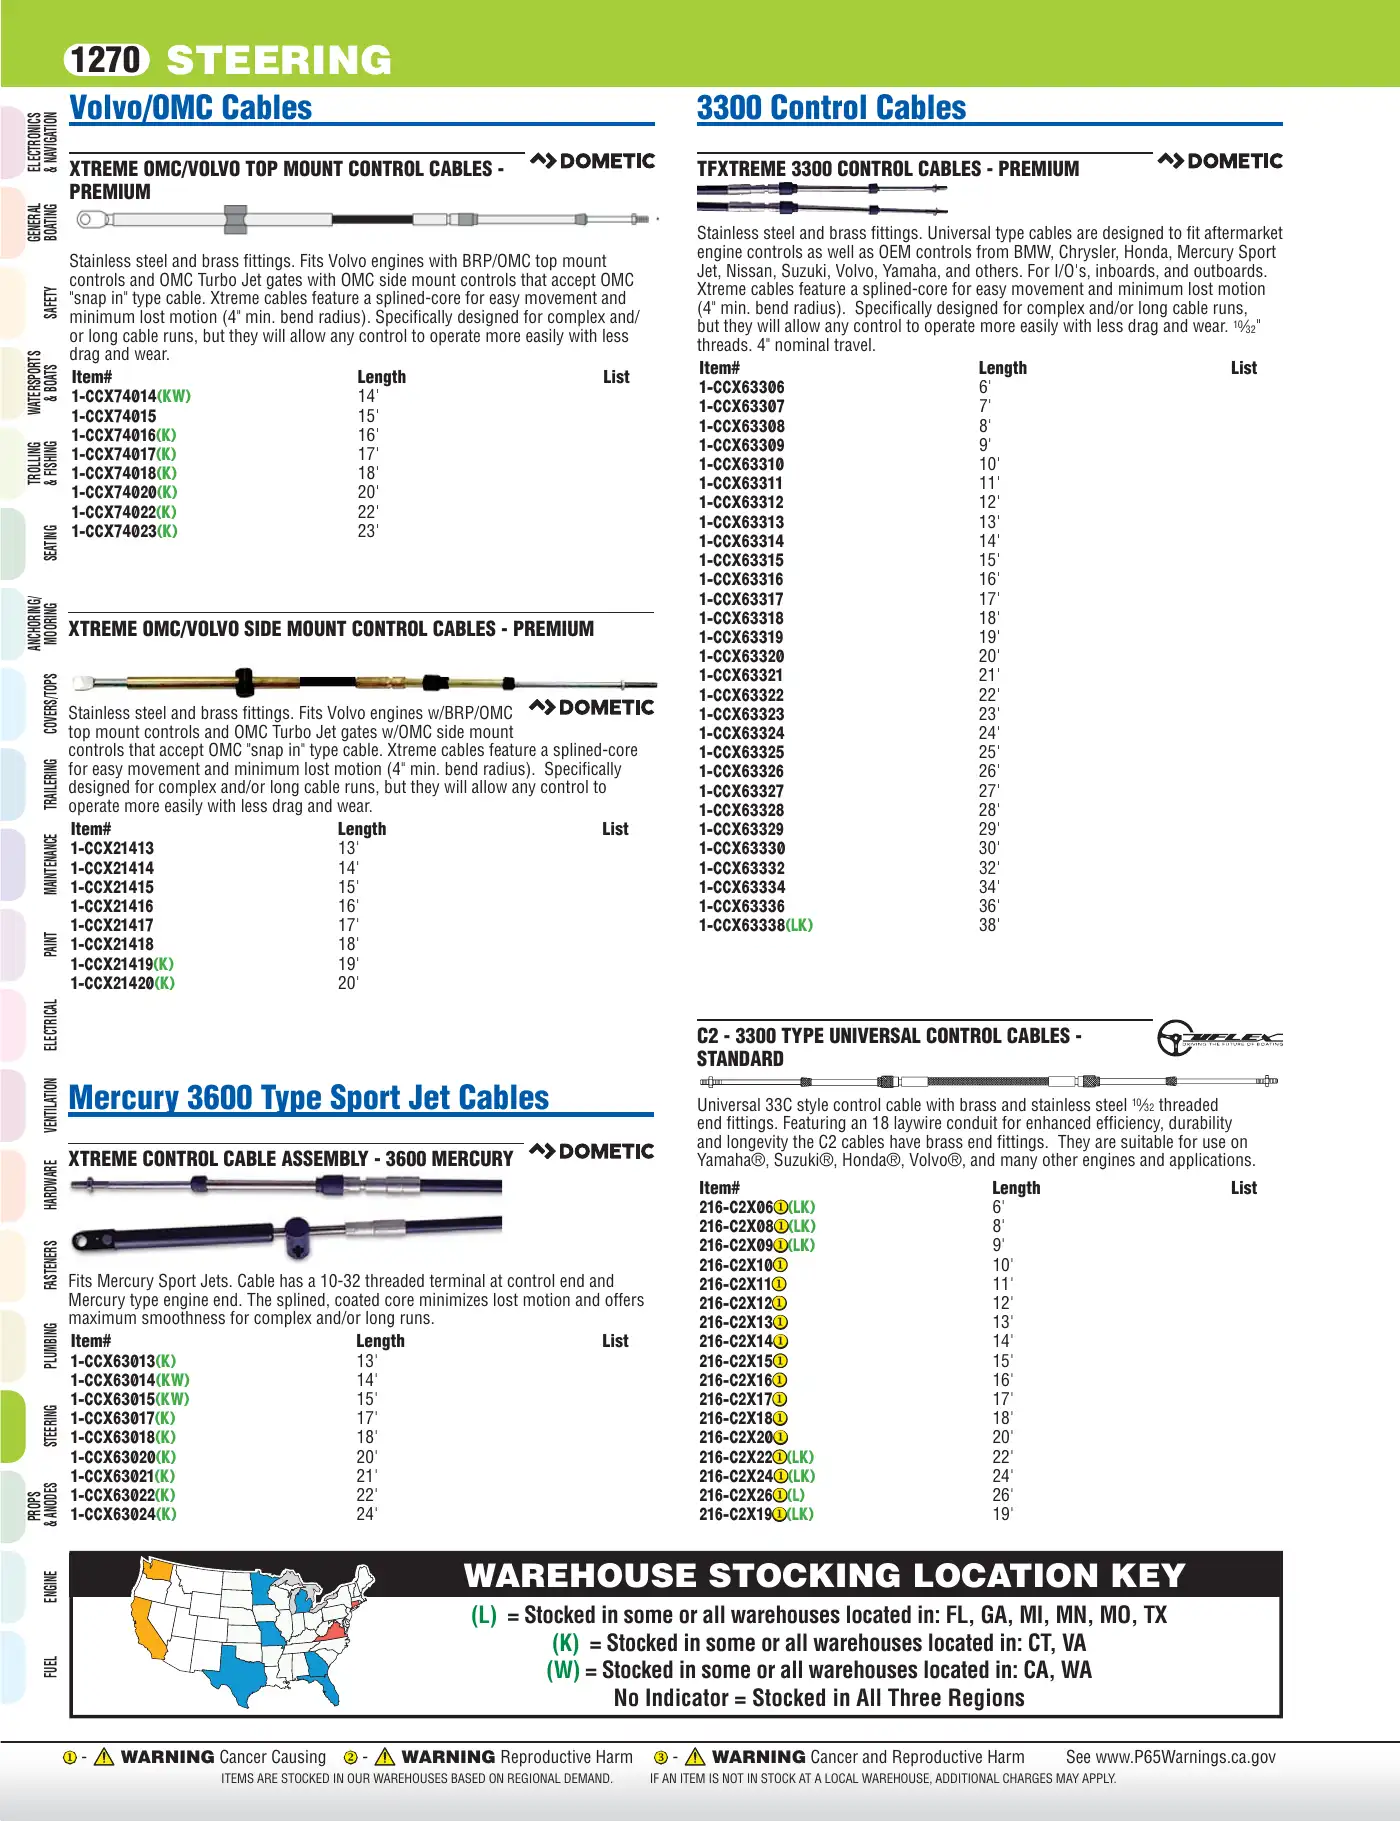 1270 STEERING
ELECTRONICS
& NAVIGATION
GENERAL
BOATING
SAFETY
WATERSPORTS
& BOATS
TROLLING
& FISHING
SEATING
ANCHORING/
MOORING
COVERS/TOPS
TRAILERING
MAINTENANCE
PAINT
ELECTRICAL
VENTILATION
HARDWARE
FASTENERS
PLUMBING
STEERING
PROPS
& ANODES
ENGINE
FUEL
Volvo/OMC Cables
XTREME OMC/VOLVO TOP MOUNT CONTROL CABLES -
PREMIUM
DOMETIC
Stainless steel and brass fittings. Fits Volvo engines with BRP/OMC top mount
controls and OMC Turbo Jet gates with OMC side mount controls that accept OMC
"snap in" type cable. Xtreme cables feature a splined-core for easy movement and
minimum lost motion (4" min. bend radius). Specifically designed for complex and/
or long cable runs, but they will allow any control to operate more easily with less
drag and wear.
Item# Length List
1-CCX74014(KW) 14'
1-CCX74015 15'
1-CCX74016(K) 16'
1-CCX74017(K) 17'
1-CCX74018(K) 18'
1-CCX74020(K) 20'
1-CCX74022(K) 22'
1-CCX74023(K) 23'
XTREME OMC/VOLVO SIDE MOUNT CONTROL CABLES - PREMIUM
DOMETIC
Stainless steel and brass fittings. Fits Volvo engines w/BRP/OMC
top mount controls and OMC Turbo Jet gates w/OMC side mount
controls that accept OMC "snap in" type cable. Xtreme cables feature a splined-core
for easy movement and minimum lost motion (4" min. bend radius).  Specifically
designed for complex and/or long cable runs, but they will allow any control to
operate more easily with less drag and wear.
Item# Length List
1-CCX21413 13'
1-CCX21414 14'
1-CCX21415 15'
1-CCX21416 16'
1-CCX21417 17'
1-CCX21418 18'
1-CCX21419(K) 19'
1-CCX21420(K) 20'
Mercury 3600 Type Sport Jet Cables
XTREME CONTROL CABLE ASSEMBLY - 3600 MERCURY
DOMETIC
Fits Mercury Sport Jets. Cable has a 10-32 threaded terminal at control end and
Mercury type engine end. The splined, coated core minimizes lost motion and offers
maximum smoothness for complex and/or long runs.
Item# Length List
1-CCX63013(K) 13'
1-CCX63014(KW) 14'
1-CCX63015(KW) 15'
1-CCX63017(K) 17'
1-CCX63018(K) 18'
1-CCX63020(K) 20'
1-CCX63021(K) 21'
1-CCX63022(K) 22'
1-CCX63024(K) 24'
3300 Control Cables
TFXTREME 3300 CONTROL CABLES - PREMIUM
DOMETIC
Stainless steel and brass fittings. Universal type cables are designed to fit aftermarket
engine controls as well as OEM controls from BMW, Chrysler, Honda, Mercury Sport
Jet, Nissan, Suzuki, Volvo, Yamaha, and others. For I/O's, inboards, and outboards.
Xtreme cables feature a splined-core for easy movement and minimum lost motion
(4" min. bend radius).  Specifically designed for complex and/or long cable runs,
but they will allow any control to operate more easily with less drag and wear. 10⁄32"
threads. 4" nominal travel.
Item# Length List
1-CCX63306 6'
1-CCX63307 7'
1-CCX63308 8'
1-CCX63309 9'
1-CCX63310 10'
1-CCX63311 11'
1-CCX63312 12'
1-CCX63313 13'
1-CCX63314 14'
1-CCX63315 15'
1-CCX63316 16'
1-CCX63317 17'
1-CCX63318 18'
1-CCX63319 19'
1-CCX63320 20'
1-CCX63321 21'
1-CCX63322 22'
1-CCX63323 23'
1-CCX63324 24'
1-CCX63325 25'
1-CCX63326 26'
1-CCX63327 27'
1-CCX63328 28'
1-CCX63329 29'
1-CCX63330 30'
1-CCX63332 32'
1-CCX63334 34'
1-CCX63336 36'
1-CCX63338(LK) 38'
C2 - 3300 TYPE UNIVERSAL CONTROL CABLES -
STANDARD
UFLEX
DRIVING THE FUTURE OF BOATING
Universal 33C style control cable with brass and stainless steel 10⁄32 threaded
end fittings. Featuring an 18 laywire conduit for enhanced efficiency, durability
and longevity the C2 cables have brass end fittings.  They are suitable for use on
Yamaha®, Suzuki®, Honda®, Volvo®, and many other engines and applications.
Item# Length List
216-C2X06①(LK) 6'
216-C2X08①(LK) 8'
216-C2X09①(LK) 9'
216-C2X10① 10'
216-C2X11① 11'
216-C2X12① 12'
216-C2X13① 13'
216-C2X14① 14'
216-C2X15① 15'
216-C2X16① 16'
216-C2X17① 17'
216-C2X18① 18'
216-C2X20① 20'
216-C2X22①(LK) 22'
216-C2X24①(LK) 24'
216-C2X26①(L) 26'
216-C2X19①(LK) 19'
WAREHOUSE STOCKING LOCATION KEY
(L) = Stocked in some or all warehouses located in: FL, GA, MI, MN, MO, TX
(K) = Stocked in some or all warehouses located in: CT, VA
(W) = Stocked in some or all warehouses located in: CA, WA
No Indicator = Stocked in All Three Regions
① - ⚠ WARNING Cancer Causing ② - ⚠ WARNING Reproductive Harm ③ - ⚠ WARNING Cancer and Reproductive Harm See www.P65Warnings.ca.gov
ITEMS ARE STOCKED IN OUR WAREHOUSES BASED ON REGIONAL DEMAND. IF AN ITEM IS NOT IN STOCK AT A LOCAL WAREHOUSE, ADDITIONAL CHARGES MAY APPLY.